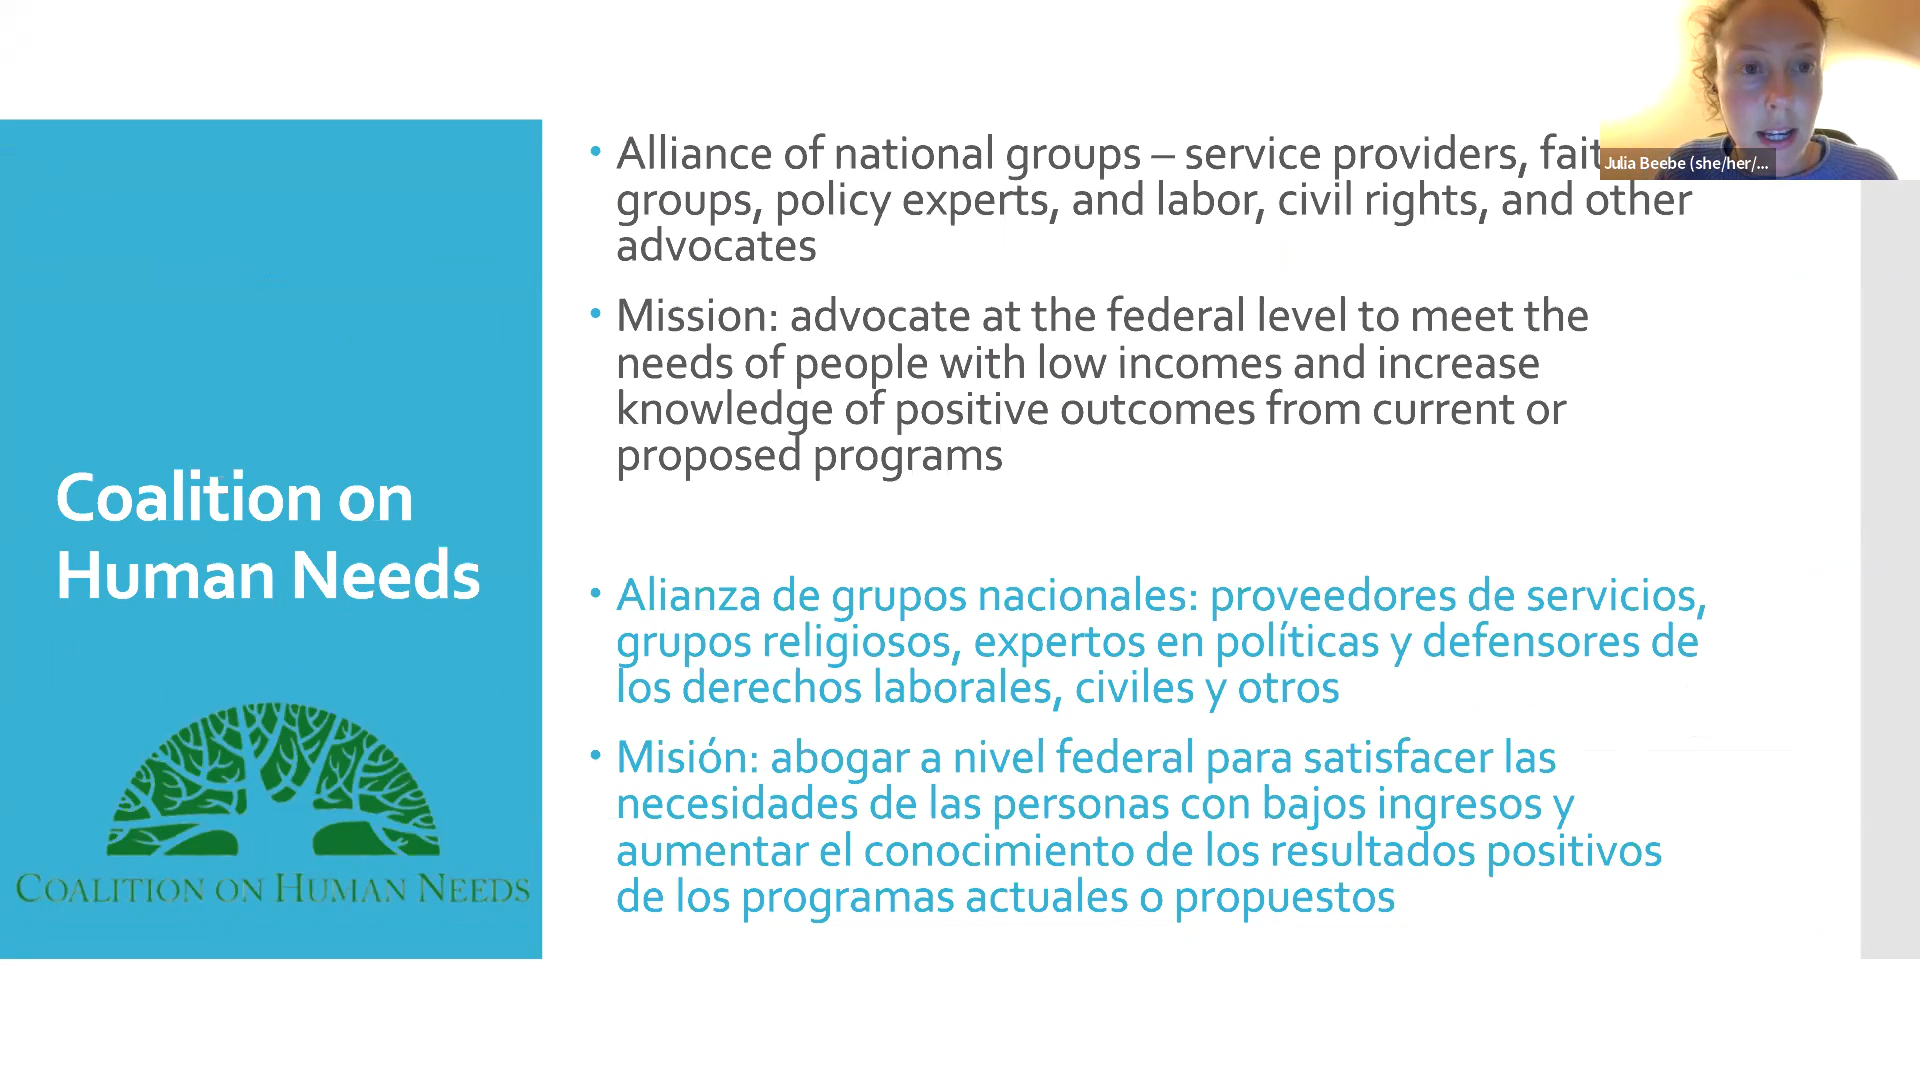 Coalition on
Human Needs
COALITION ON HUMAN NEEDS
• Alliance of national groups – service providers,
groups, policy experts, and labor, civil rights, and other
advocates
• Mission: advocate at the federal level to meet the
needs of people with low incomes and increase
knowledge of positive outcomes from current or
proposed programs
• Alianza de grupos nacionales: proveedores de servicios,
grupos religiosos, expertos en políticas y defensores de
los derechos laborales, civiles y otros
• Misión: abogar a nivel federal para satisfacer las
necesidades de las personas con bajos ingresos y
aumentar el conocimiento de los resultados positivos
de los programas actuales o propuestos
Julia Beebe (she/her/...